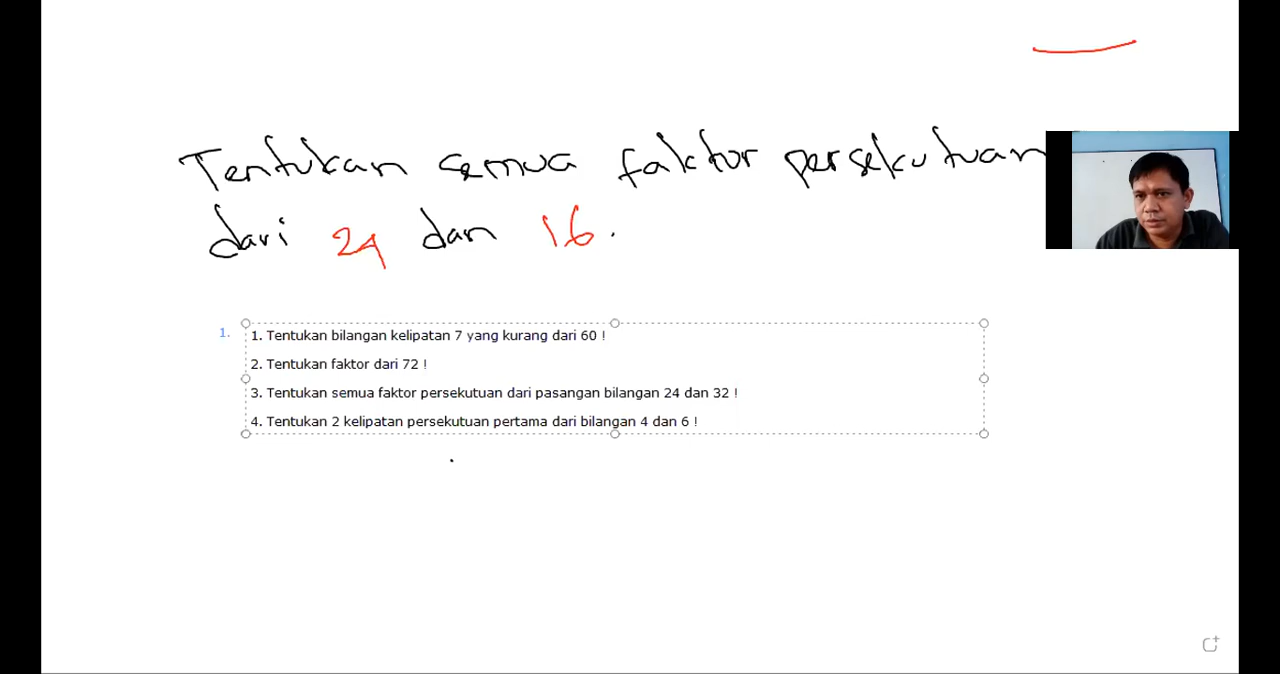 Tentukan semua faktor persekutuan
dari 24 dan 16.
1.
1. Tentukan bilangan kelipatan 7 yang kurang dari 60 !
2. Tentukan faktor dari 72 !
3. Tentukan semua faktor persekutuan dari pasangan bilangan 24 dan 32 !
4. Tentukan 2 kelipatan persekutuan pertama dari bilangan 4 dan 6 !